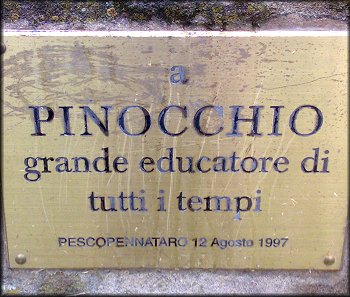 a
PINOCCHIO
grande educatore di
tutti i tempi
PESCOPENNATARO 12 Agosto 1997